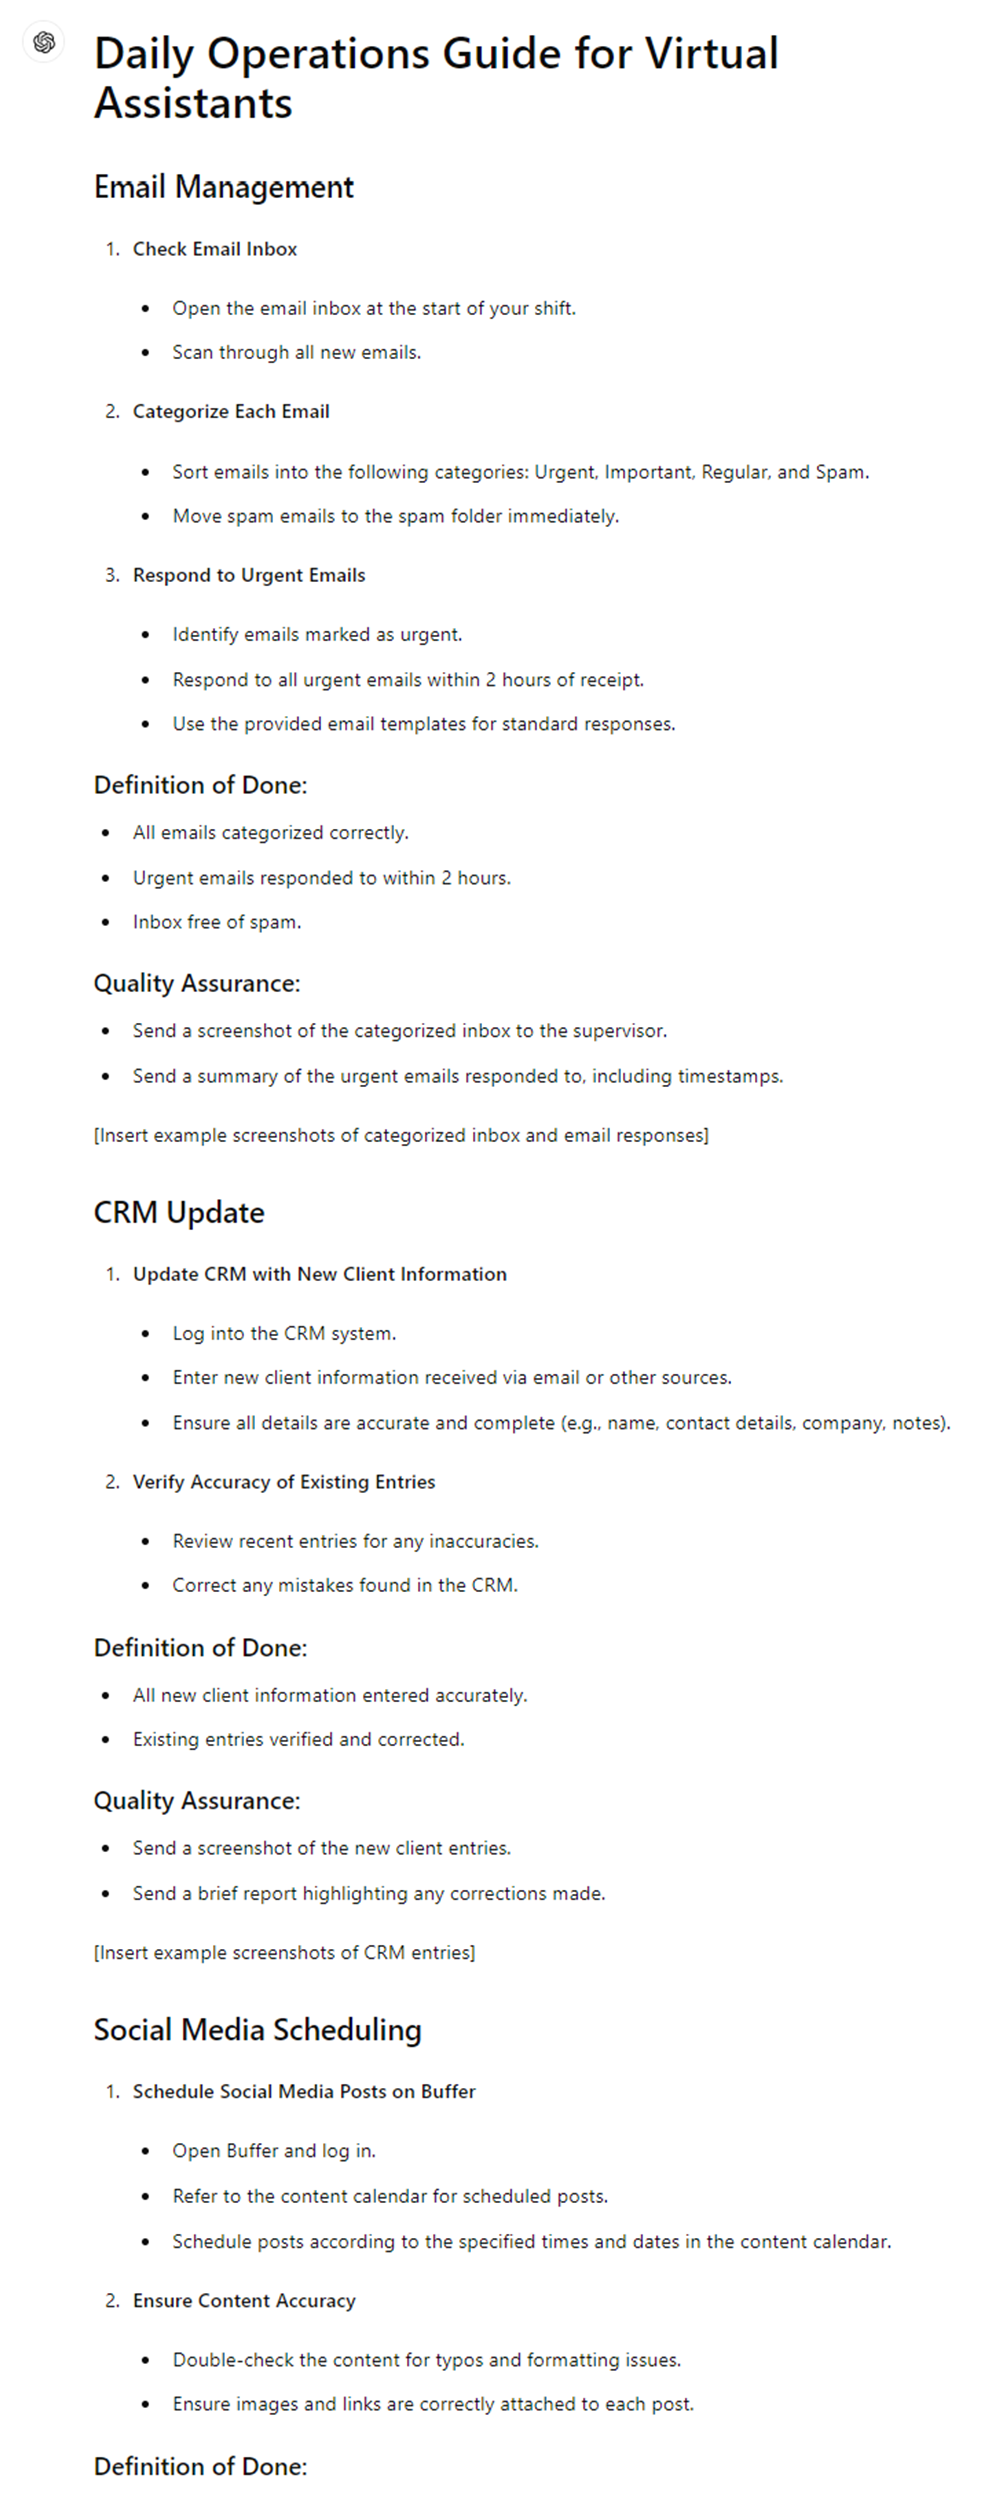 Daily Operations Guide for Virtual
Assistants
Email Management
1. Check Email Inbox
• Open the email inbox at the start of your shift.
• Scan through all new emails.
2. Categorize Each Email
• Sort emails into the following categories: Urgent, Important, Regular, and Spam.
• Move spam emails to the spam folder immediately.
3. Respond to Urgent Emails
• Identify emails marked as urgent.
• Respond to all urgent emails within 2 hours of receipt.
• Use the provided email templates for standard responses.
Definition of Done:
• All emails categorized correctly.
• Urgent emails responded to within 2 hours.
• Inbox free of spam.
Quality Assurance:
• Send a screenshot of the categorized inbox to the supervisor.
• Send a summary of the urgent emails responded to, including timestamps.
[Insert example screenshots of categorized inbox and email responses]
CRM Update
1. Update CRM with New Client Information
• Log into the CRM system.
• Enter new client information received via email or other sources.
• Ensure all details are accurate and complete (e.g., name, contact details, company, notes).
2. Verify Accuracy of Existing Entries
• Review recent entries for any inaccuracies.
• Correct any mistakes found in the CRM.
Definition of Done:
• All new client information entered accurately.
• Existing entries verified and corrected.
Quality Assurance:
• Send a screenshot of the new client entries.
• Send a brief report highlighting any corrections made.
[Insert example screenshots of CRM entries]
Social Media Scheduling
1. Schedule Social Media Posts on Buffer
• Open Buffer and log in.
• Refer to the content calendar for scheduled posts.
• Schedule posts according to the specified times and dates in the content calendar.
2. Ensure Content Accuracy
• Double-check the content for typos and formatting issues.
• Ensure images and links are correctly attached to each post.
Definition of Done: